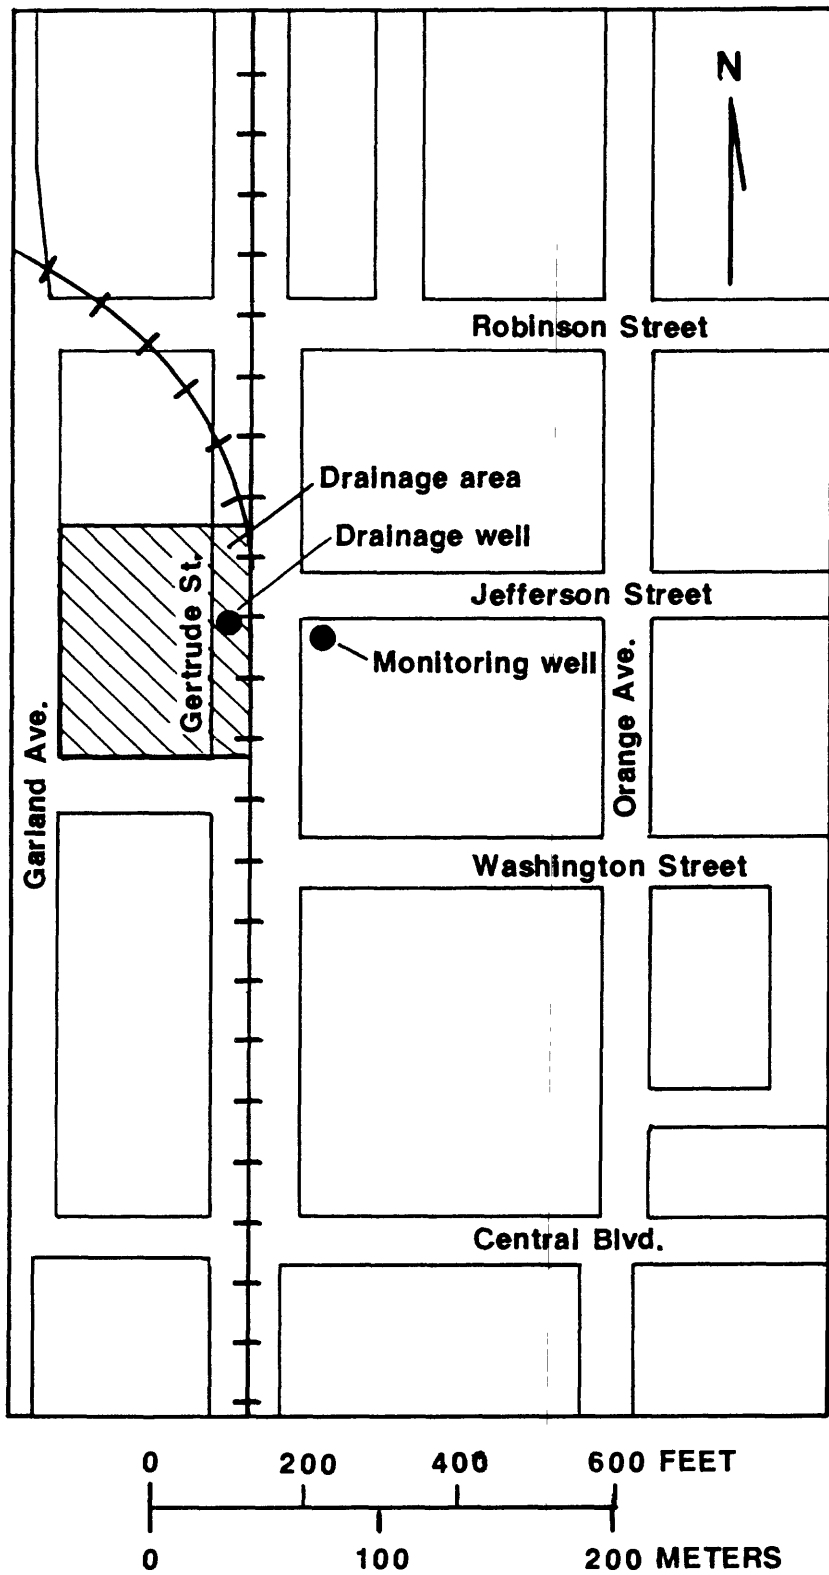 N
Robinson Street
Drainage area
Drainage well
Gertrude St.
Jefferson Street
Monitoring well
Orange Ave.
Garland Ave.
Washington Street
Central Blvd.
0 200 400 600 FEET
0 100 200 METERS